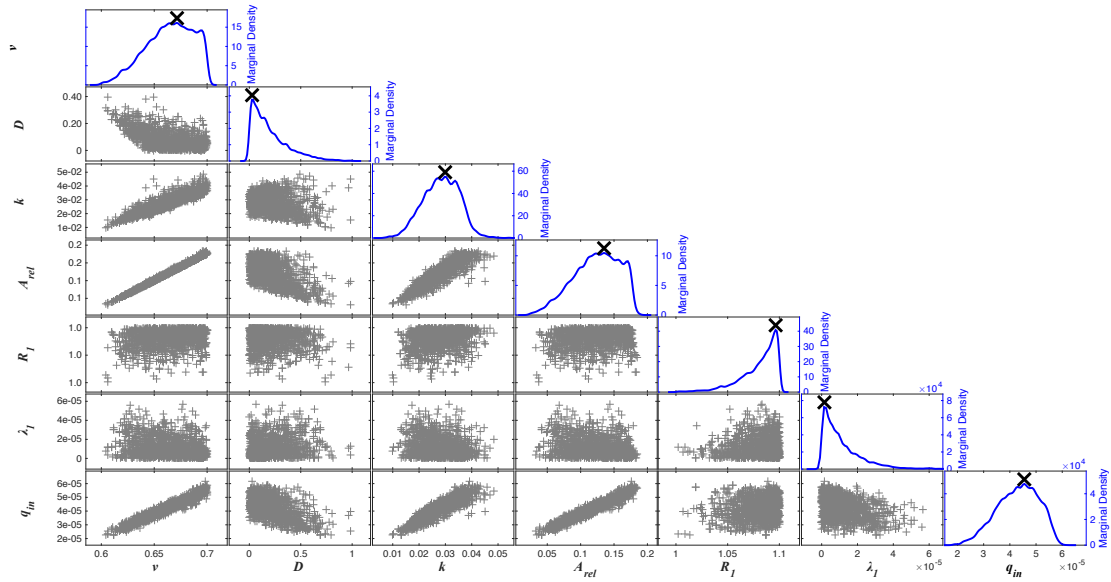 v
15
10
5
0
Marginal Density
D
0.40
0.20
0
4
3
2
1
0
Marginal Density
k
5e-02
4e-02
2e-02
1e-02
60
40
20
0
Marginal Density
A_rel
0.2
0.2
0.1
0.1
10
5
0
Marginal Density
R_1
1.0
1.0
1.0
40
30
20
10
0
Marginal Density
λ_1
6e-05
4e-05
2e-05
0
×10^4
8
6
4
2
0
Marginal Density
q_in
6e-05
5e-05
3e-05
2e-05
×10^4
4
2
0
Marginal Density
0.6 0.65 0.7 0 0.5 1 0.01 0.02 0.03 0.04 0.05 0.05 0.1 0.15 0.2 1 1.05 1.1 0 2 4 6 2 3 4 5 6
×10^-5 ×10^-5
v D k A_rel R_1 λ_1 q_in